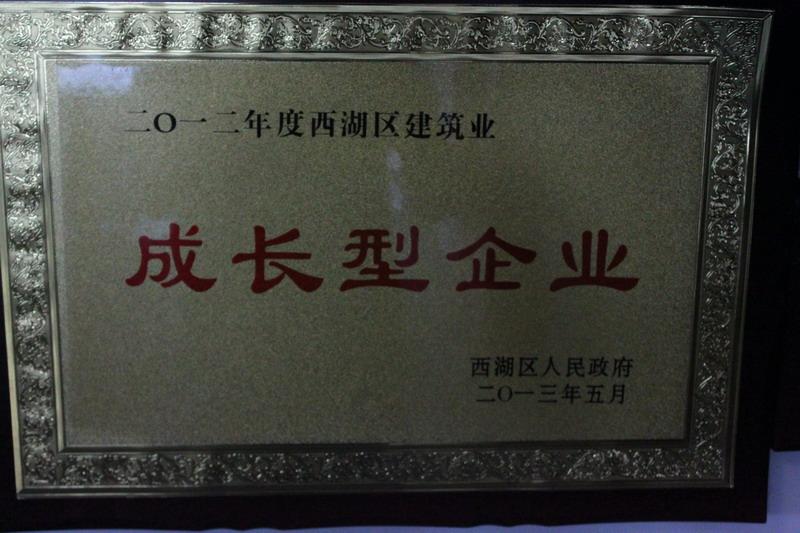 二〇一二年度西湖区建筑业
成长型企业
西湖区人民政府
二〇一三年五月